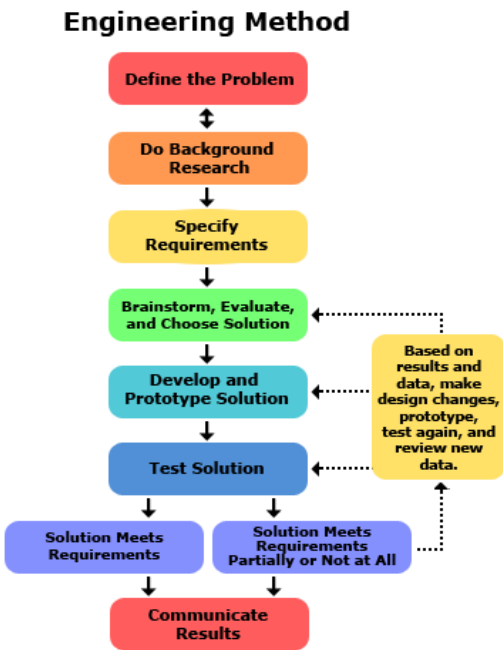 Engineering Method
Define the Problem
Do Background
Research
Specify
Requirements
Brainstorm, Evaluate,
and Choose Solution
Develop and
Prototype Solution
Based on
results and
data, make
design changes,
prototype,
test again, and
review new
data.
Test Solution
Solution Meets
Requirements
Solution Meets
Requirements
Partially or Not at All
Communicate
Results